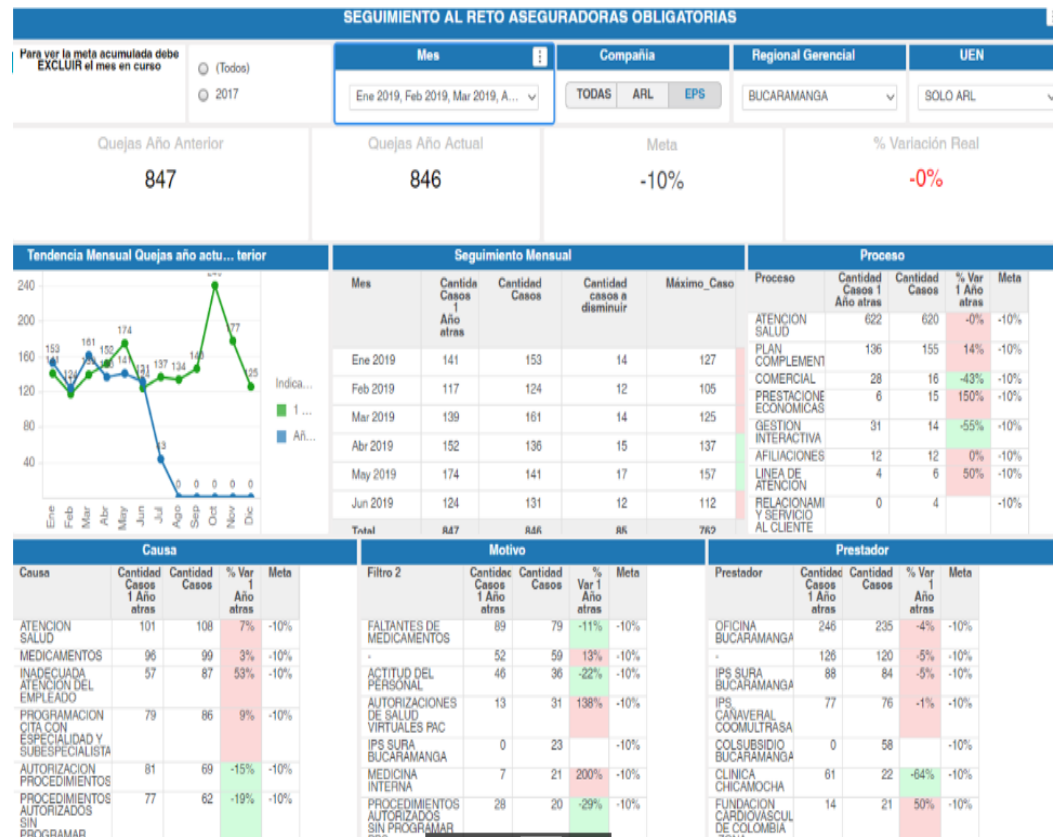 SEGUIMIENTO AL RETO ASEGURADORAS OBLIGATORIAS
Para ver la meta acumulada debe
EXCLUIR el mes en curso
(Todos)
2017
Mes
Ene 2019, Feb 2019, Mar 2019, A...
Compañia
TODAS ARL EPS
Regional Gerencial
BUCARAMANGA
UEN
SOLO ARL
Quejas Año Anterior
847
Quejas Año Actual
846
Meta
-10%
% Variación Real
-0%
Tendencia Mensual Quejas año actu... terior
240
200
160
120
80
40
153
161
174
152
141
137
134
177
125
0 0 0 0 0
Ene
Feb
Mar
Abr
May
Jun
Jul
Ago
Sep
Oct
Nov
Dic
Indica...
1 ...
Añ...
Seguimiento Mensual
Mes
Cantida
Casos
1
Año
atras
Cantidad
Casos
Cantidad
casos a
disminuir
Máximo_Caso
Ene 2019 141 153 14 127
Feb 2019 117 124 12 105
Mar 2019 139 161 14 125
Abr 2019 152 136 15 137
May 2019 174 141 17 157
Jun 2019 124 131 12 112
Total 847 846 85 762
Proceso
Proceso
Cantidad
Casos 1
Año atras
Cantidad
Casos
% Var
1 Año
atras
Meta
ATENCION
SALUD
622 620 -0% -10%
PLAN
COMPLEMENT
136 155 14% -10%
COMERCIAL 28 16 -43% -10%
PRESTACIONE
ECONOMICAS
6 15 150% -10%
GESTION
INTERACTIVA
31 14 -55% -10%
AFILIACIONES 12 12 0% -10%
LINEA DE
ATENCION
4 6 50% -10%
RELACIONAMI
Y SERVICIO
AL CLIENTE
0 4 -10%
Causa
Causa
Cantidad
Casos
1 Año
atras
Cantidad
Casos
% Var
1
Año
atras
Meta
ATENCION
SALUD
101 108 7% -10%
MEDICAMENTOS 96 99 3% -10%
INADECUADA
ATENCION DEL
EMPLEADO
57 87 53% -10%
PROGRAMACION
CITA CON
ESPECIALIDAD Y
SUBESPECIALISTA
79 86 9% -10%
AUTORIZACION
PROCEDIMIENTOS
81 69 -15% -10%
PROCEDIMIENTOS
AUTORIZADOS
SIN
PROGRAMAR
77 62 -19% -10%
Motivo
Filtro 2
Cantidac
Casos
1 Año
atras
Cantidad
Casos
%
Var 1
Año
atras
Meta
FALTANTES DE
MEDICAMENTOS
89 79 -11% -10%
- 52 59 13% -10%
ACTITUD DEL
PERSONAL
46 36 -22% -10%
AUTORIZACIONES
DE SALUD
VIRTUALES PAC
13 31 138% -10%
IPS SURA
BUCARAMANGA
0 23 -10%
MEDICINA
INTERNA
7 21 200% -10%
PROCEDIMIENTOS
AUTORIZADOS
SIN PROGRAMAR
28 20 -29% -10%
Prestador
Prestador
Cantidad
Casos
1 Año
atras
Cantidad
Casos
% Var
1
Año
atras
Meta
OFICINA
BUCARAMANGA
246 235 -4% -10%
- 126 120 -5% -10%
IPS SURA
BUCARAMANGA
88 84 -5% -10%
IPS
CAÑAVERAL
COOMULTRASA
77 76 -1% -10%
COLSUBSIDIO
BUCARAMANGA
0 58 -10%
CLINICA
CHICAMOCHA
61 22 -64% -10%
FUNDACION
CARDIOVASCUL
DE COLOMBIA
14 21 50% -10%